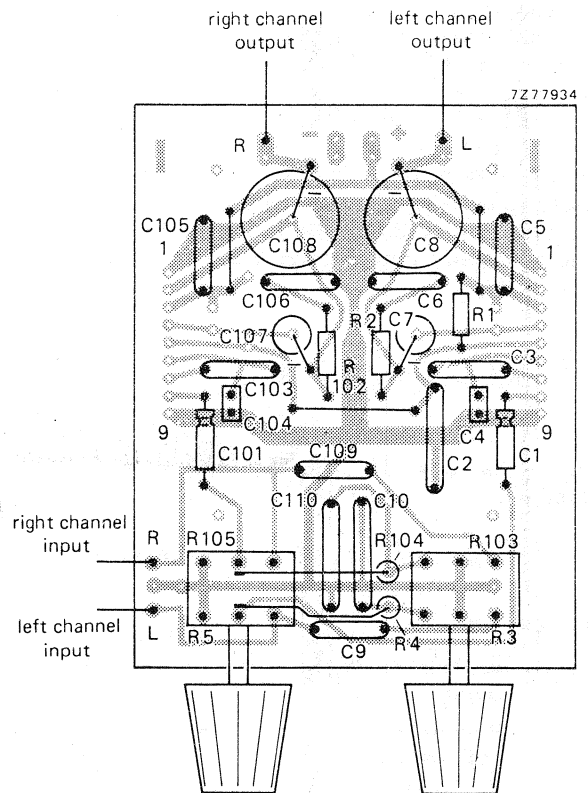 right channel
output
left channel
output
7Z77934
R
−
+
L
C105
1
C108
C8
C5
1
C106
C6
R1
C107
R2
C7
R
102
C3
C103
C104
C4
9
C101
C109
C2
C1
9
C110
C10
right channel
input
R
R105
R104
R103
left channel
input
L
R5
C9
R4
R3